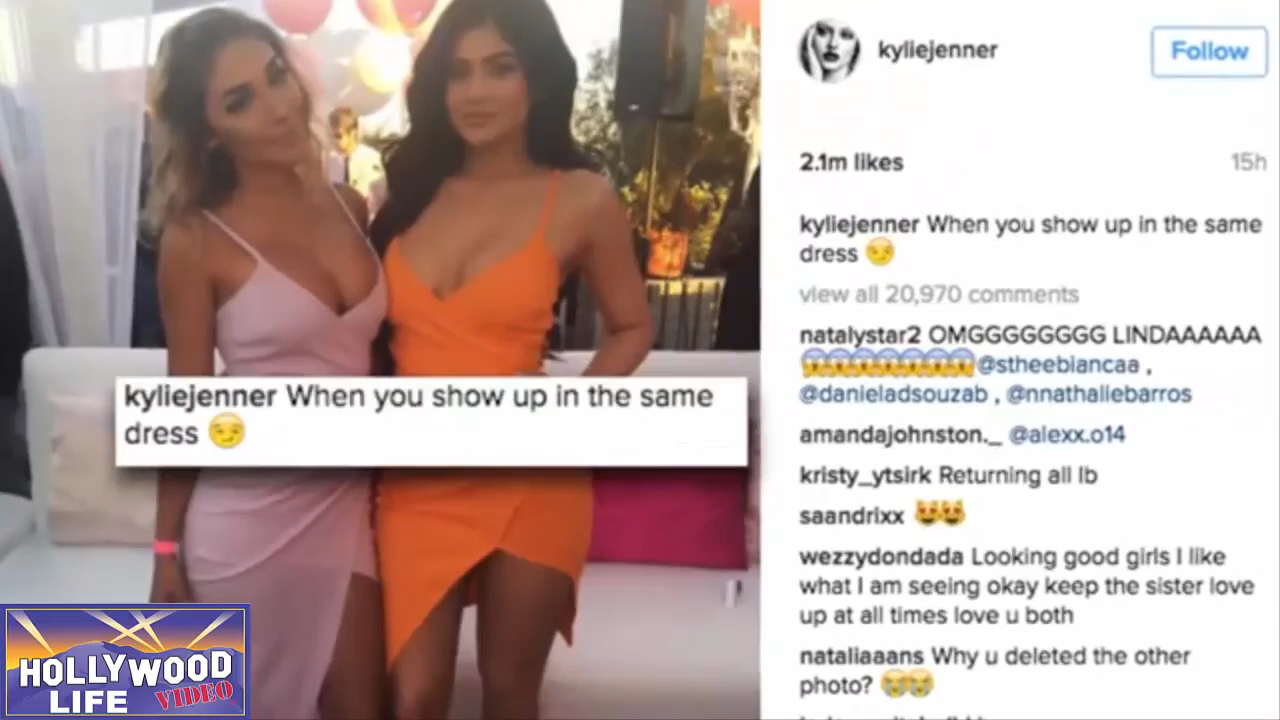 kyliejenner
Follow
2.1m likes
15h
kyliejenner When you show up in the same
dress 😏
view all 20,970 comments
natalystar2 OMGGGGGGGG LINDAAAAAA
😱😱😱😱😱😱😱😱@stheebiancaa ,
@danieladsouzab , @nnathaliebarros
amandajohnston._ @alexx.o14
kristy_ytsirk Returning all lb
saandrixx 😻😻
wezzydondada Looking good girls I like
what I am seeing okay keep the sister love
up at all times love u both
nataliaaans Why u deleted the other
photo? 😭😭
kyliejenner When you show up in the same
dress 😏
HOLLYWOOD
LIFE VIDEO